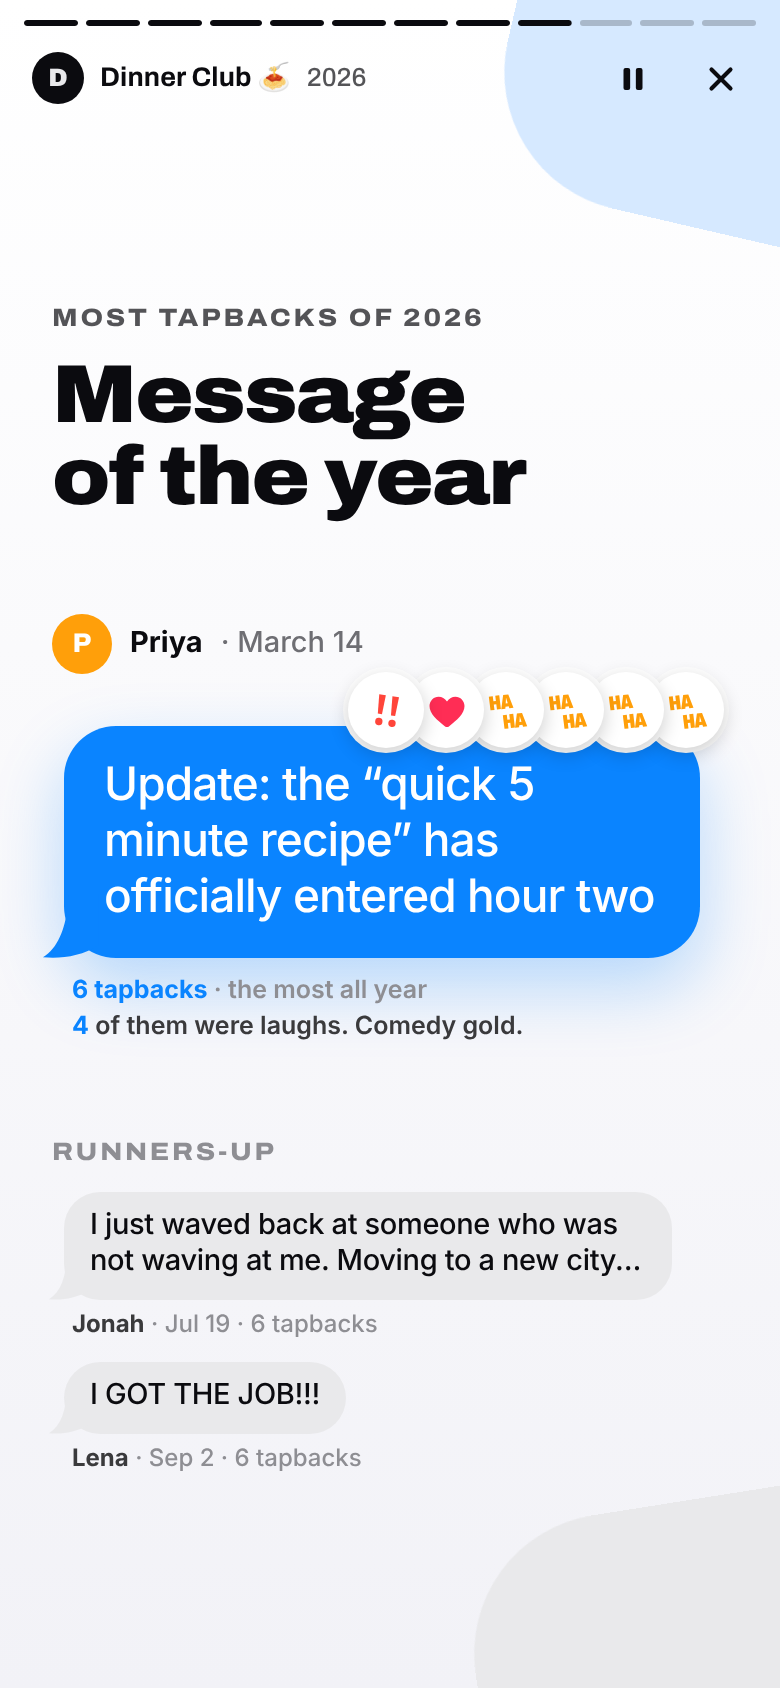 D Dinner Club 🍝 2026
MOST TAPBACKS OF 2026
Message
of the year
P Priya · March 14
!! HA HA HA HA HA HA HA HA
Update: the “quick 5
minute recipe” has
officially entered hour two
6 tapbacks · the most all year
4 of them were laughs. Comedy gold.
RUNNERS-UP
I just waved back at someone who was
not waving at me. Moving to a new city...
Jonah · Jul 19 · 6 tapbacks
I GOT THE JOB!!!
Lena · Sep 2 · 6 tapbacks